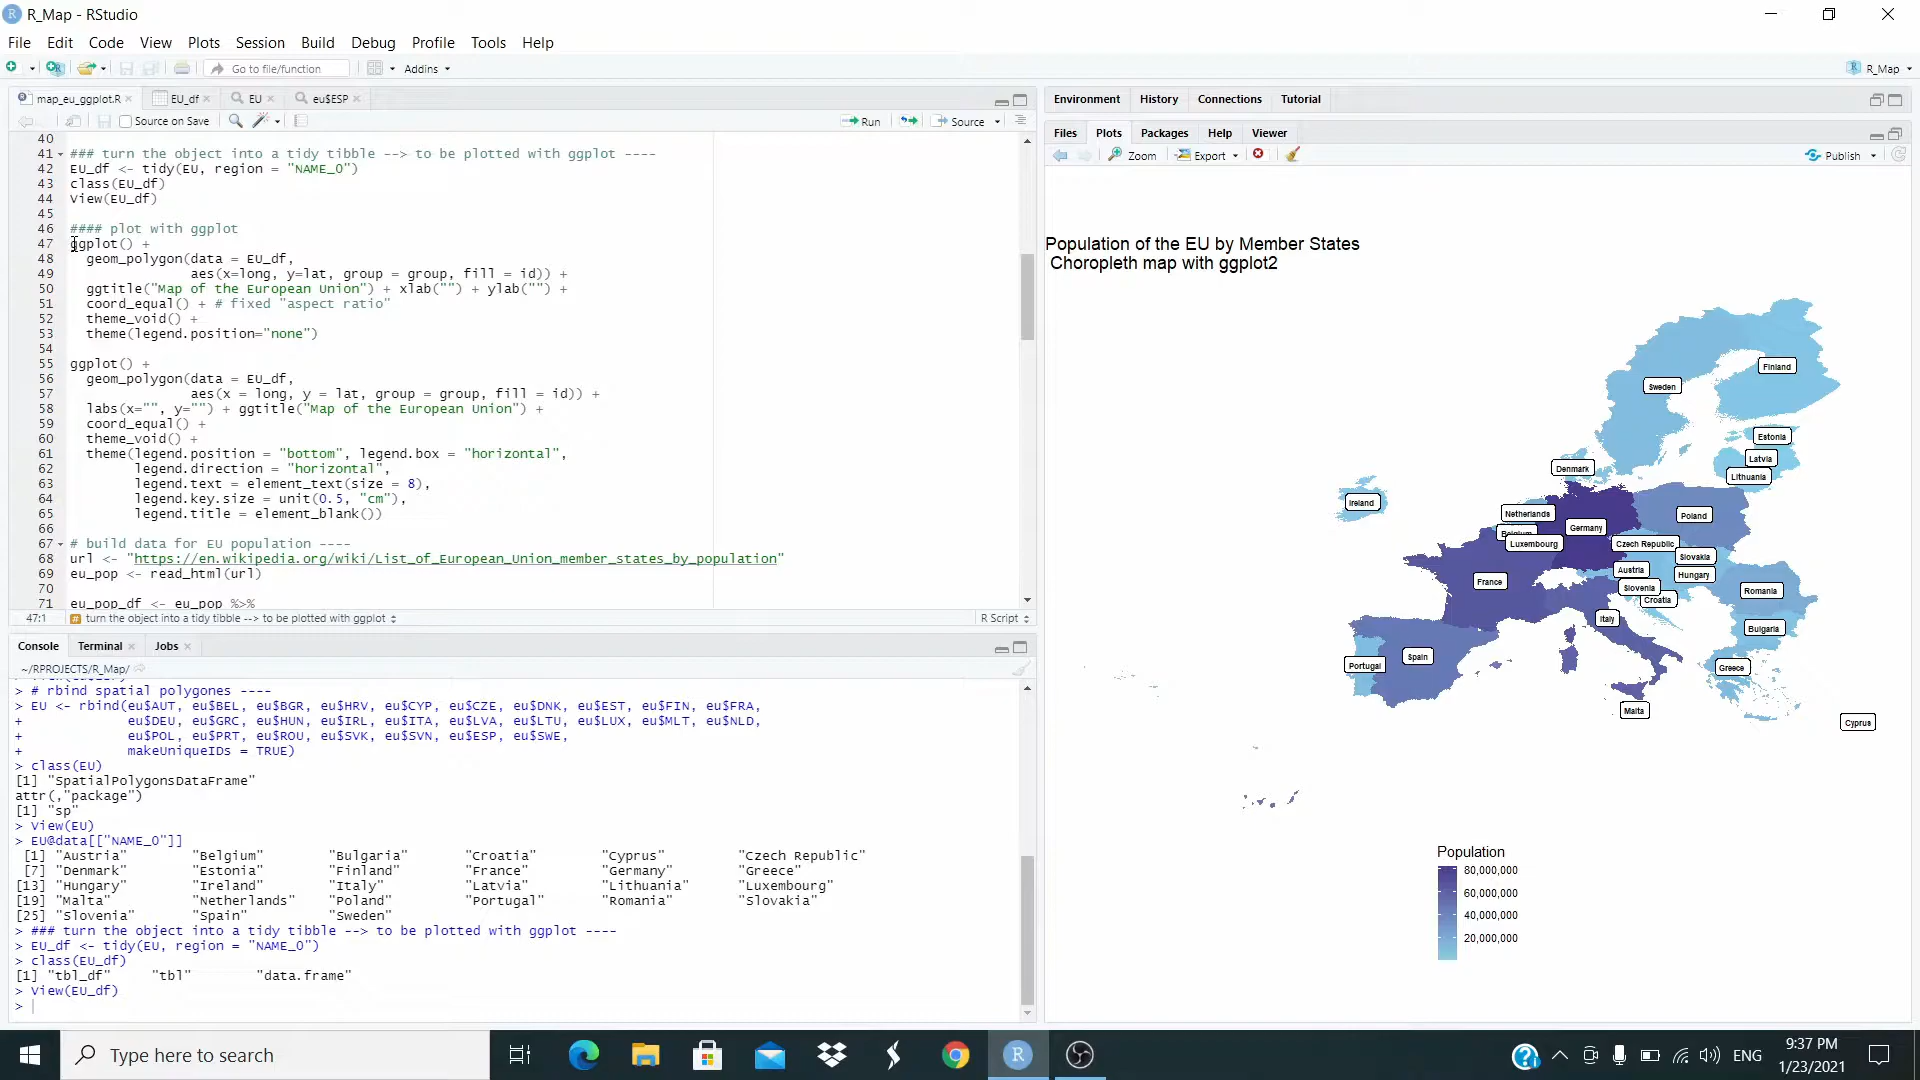 R_Map - RStudio
File Edit Code View Plots Session Build Debug Profile Tools Help
Go to file/function Addins R_Map
map_eu_ggplot.R EU_df EU eu$ESP
Source on Save Run Source
40
41 ### turn the object into a tidy tibble --> to be plotted with ggplot ----
42 EU_df <- tidy(EU, region = "NAME_0")
43 class(EU_df)
44 View(EU_df)
45
46 #### plot with ggplot
47 ggplot() +
48 geom_polygon(data = EU_df,
49 aes(x=long, y=lat, group = group, fill = id)) +
50 ggtitle("Map of the European Union") + xlab("") + ylab("") +
51 coord_equal() + # fixed "aspect ratio"
52 theme_void() +
53 theme(legend.position="none")
54
55 ggplot() +
56 geom_polygon(data = EU_df,
57 aes(x = long, y = lat, group = group, fill = id)) +
58 labs(x="", y="") + ggtitle("Map of the European Union") +
59 coord_equal() +
60 theme_void() +
61 theme(legend.position = "bottom", legend.box = "horizontal",
62 legend.direction = "horizontal",
63 legend.text = element_text(size = 8),
64 legend.key.size = unit(0.5, "cm"),
65 legend.title = element_blank())
66
67 # build data for EU population ----
68 url <- "https://en.wikipedia.org/wiki/List_of_European_Union_member_states_by_population"
69 eu_pop <- read_html(url)
70
71 eu_pop_df <- eu_pop %>%
47:1 turn the object into a tidy tibble --> to be plotted with ggplot R Script
Console Terminal Jobs
~/RPROJECTS/R_Map/
> # rbind spatial polygones ----
> EU <- rbind(eu$AUT, eu$BEL, eu$BGR, eu$HRV, eu$CYP, eu$CZE, eu$DNK, eu$EST, eu$FIN, eu$FRA,
+ eu$DEU, eu$GRC, eu$HUN, eu$IRL, eu$ITA, eu$LVA, eu$LTU, eu$LUX, eu$MLT, eu$NLD,
+ eu$POL, eu$PRT, eu$ROU, eu$SVK, eu$SVN, eu$ESP, eu$SWE,
+ makeUniqueIDs = TRUE)
> class(EU)
[1] "SpatialPolygonsDataFrame"
attr(,"package")
[1] "sp"
> View(EU)
> EU@data[["NAME_0"]]
[1] "Austria" "Belgium" "Bulgaria" "Croatia" "Cyprus" "Czech Republic"
[7] "Denmark" "Estonia" "Finland" "France" "Germany" "Greece"
[13] "Hungary" "Ireland" "Italy" "Latvia" "Lithuania" "Luxembourg"
[19] "Malta" "Netherlands" "Poland" "Portugal" "Romania" "Slovakia"
[25] "Slovenia" "Spain" "Sweden"
> ### turn the object into a tidy tibble --> to be plotted with ggplot ----
> EU_df <- tidy(EU, region = "NAME_0")
> class(EU_df)
[1] "tbl_df" "tbl" "data.frame"
> View(EU_df)
>
Environment History Connections Tutorial
Files Plots Packages Help Viewer
Zoom Export Publish
Population of the EU by Member States
Choropleth map with ggplot2
Finland
Sweden
Estonia
Latvia
Denmark
Lithuania
Ireland
Netherlands
Poland
Germany
Belgium
Luxembourg
Czech Republic
Slovakia
Austria
Hungary
France
Slovenia
Romania
Croatia
Italy
Bulgaria
Spain
Portugal
Greece
Malta
Cyprus
Population
80,000,000
60,000,000
40,000,000
20,000,000
Type here to search
ENG
9:37 PM
1/23/2021